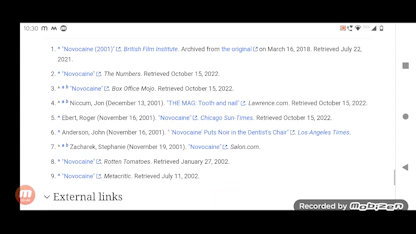 10:30
1. ^ "Novocaine (2001)". British Film Institute. Archived from the original on March 16, 2018. Retrieved July 22,
2021.
2. ^ "Novocaine". The Numbers. Retrieved October 15, 2022.
3. ^ a b "Novocaine". Box Office Mojo. Retrieved October 15, 2022.
4. ^ a b Niccum, Jon (December 13, 2001). "THE MAG: Tooth and nail". Lawrence.com. Retrieved October 15, 2022.
5. ^ Ebert, Roger (November 16, 2001). "Novocaine". Chicago Sun-Times. Retrieved October 15, 2022.
6. ^ Anderson, John (November 16, 2001). "'Novocaine' Puts Noir in the Dentist's Chair". Los Angeles Times.
7. ^ a b Zacharek, Stephanie (November 19, 2001). "Novocaine". Salon.com.
8. ^ "Novocaine". Rotten Tomatoes. Retrieved January 27, 2002.
9. ^ "Novocaine". Metacritic. Retrieved July 11, 2002.
External links
Recorded by Mobizen